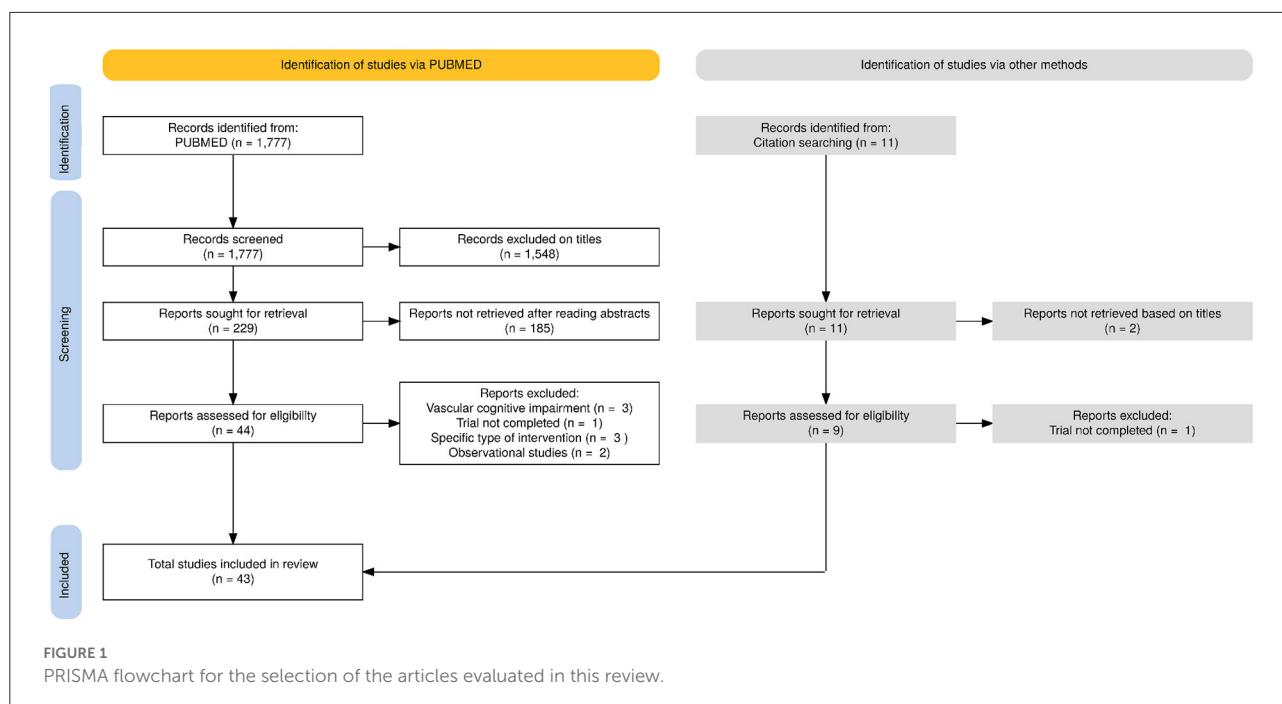 Identification of studies via PUBMED
Identification of studies via other methods
Identification
Records identified from:
PUBMED (n = 1,777)
Records identified from:
Citation searching (n = 11)
Screening
Records screened
(n = 1,777)
Records excluded on titles
(n = 1,548)
Reports sought for retrieval
(n = 229)
Reports not retrieved after reading abstracts
(n = 185)
Reports sought for retrieval
(n = 11)
Reports not retrieved based on titles
(n = 2)
Reports assessed for eligibility
(n = 44)
Reports excluded:
Vascular cognitive impairment (n = 3)
Trial not completed (n = 1)
Specific type of intervention (n = 3 )
Observational studies (n = 2)
Reports assessed for eligibility
(n = 9)
Reports excluded:
Trial not completed (n = 1)
Included
Total studies included in review
(n = 43)
FIGURE 1
PRISMA flowchart for the selection of the articles evaluated in this review.